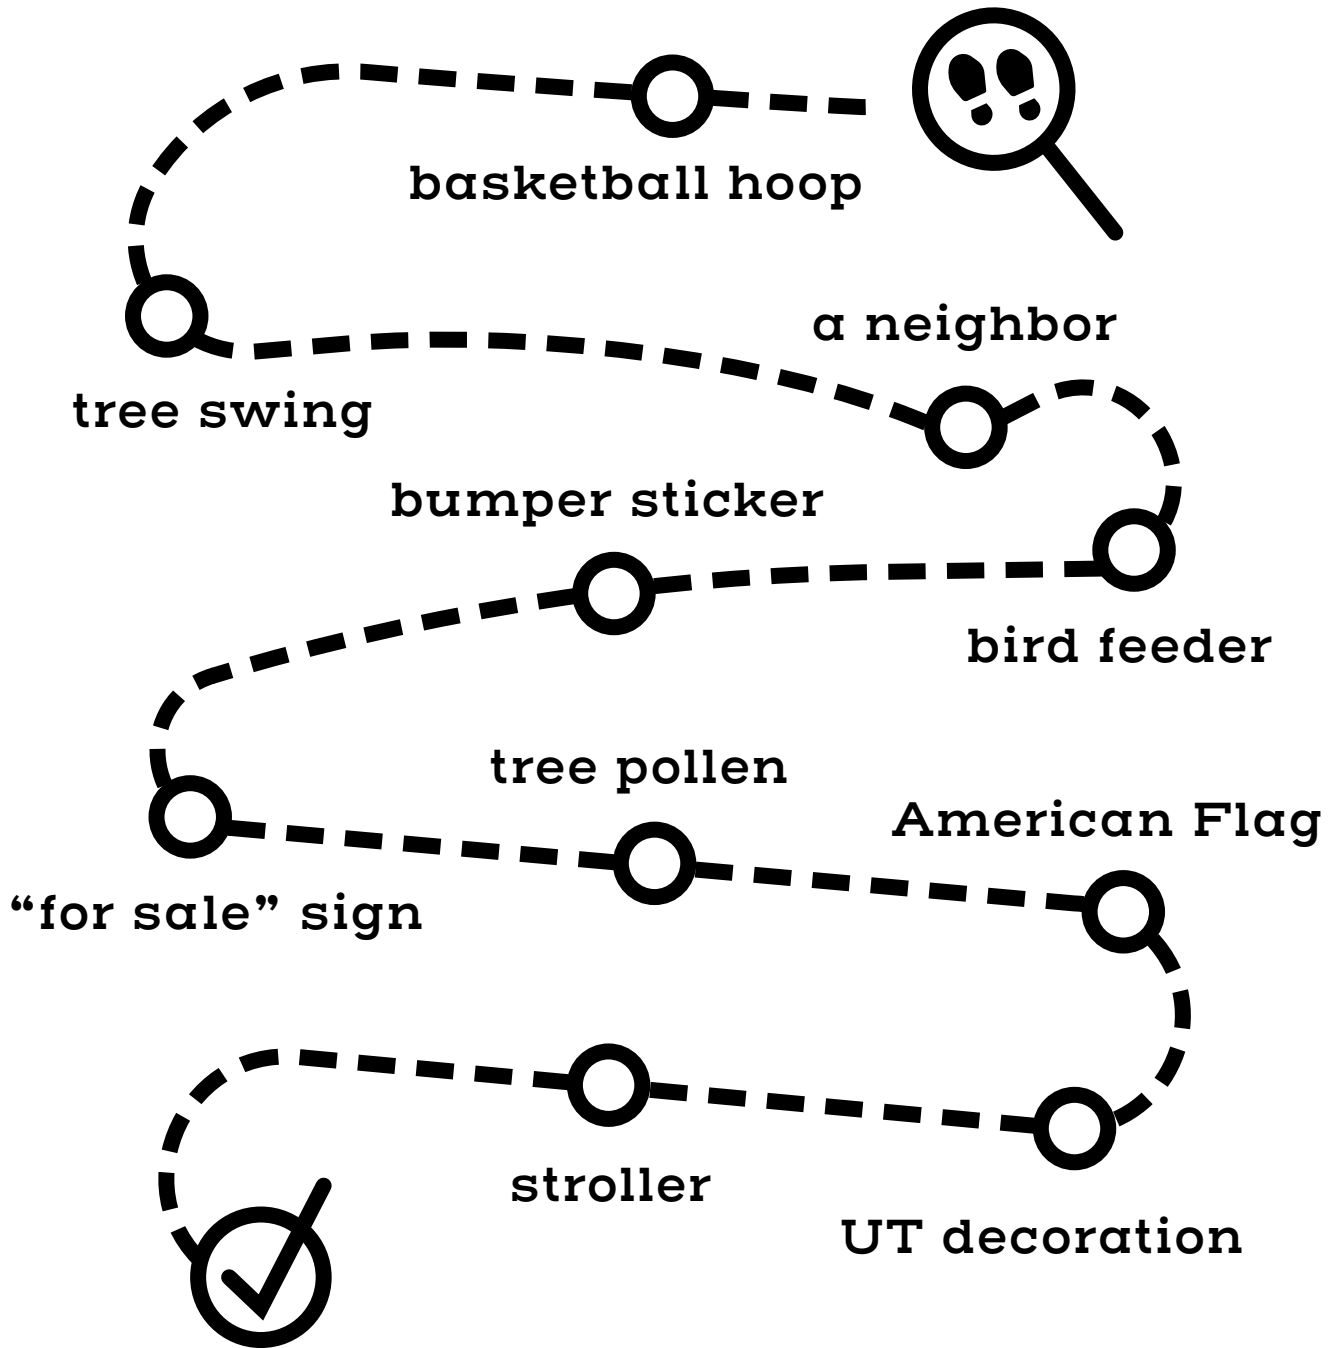 basketball hoop
a neighbor
tree swing
bumper sticker
bird feeder
tree pollen
American Flag
“for sale” sign
stroller
UT decoration